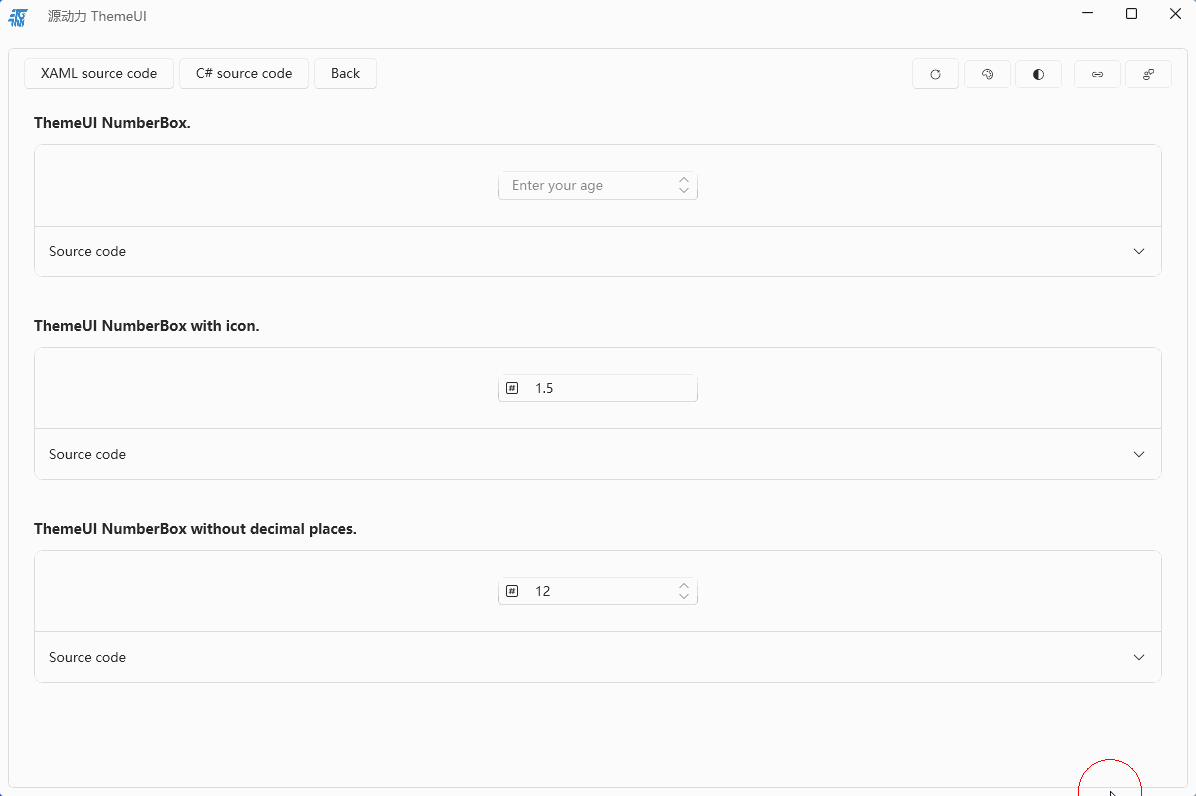 源动力 ThemeUI
XAML source code C# source code Back
ThemeUI NumberBox.
Enter your age
Source code
ThemeUI NumberBox with icon.
1.5
Source code
ThemeUI NumberBox without decimal places.
12
Source code